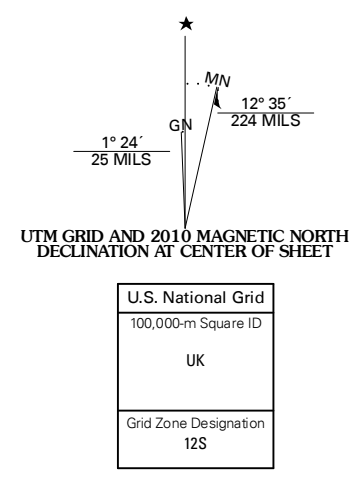 ★
MN
12° 35´
224 MILS
GN
1° 24´
25 MILS
UTM GRID AND 2010 MAGNETIC NORTH
DECLINATION AT CENTER OF SHEET
U.S. National Grid
100,000-m Square ID
UK
Grid Zone Designation
12S